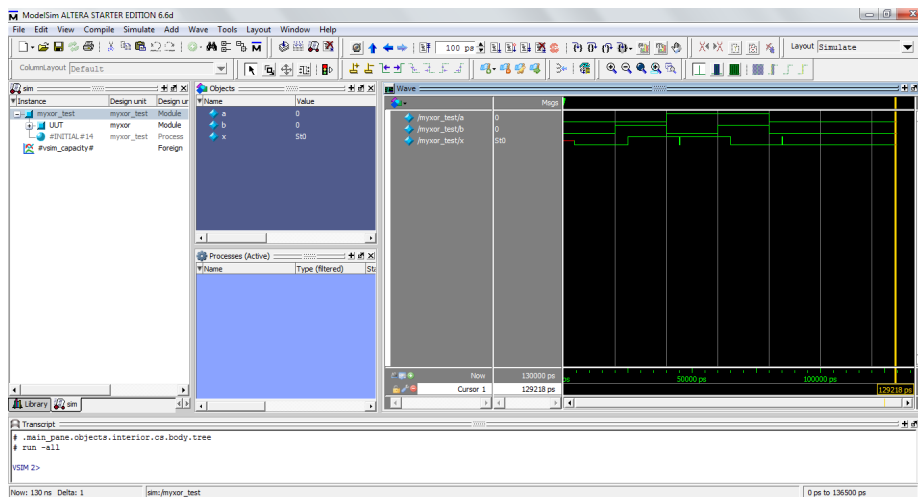 ModelSim ALTERA STARTER EDITION 6.6d
File Edit View Compile Simulate Add Wave Tools Layout Window Help
100 ps
Layout Simulate
ColumnLayout Default
sim
Instance Design unit Design ur
myxor_test myxor_test Module
UUT myxor Module
#INITIAL#14 myxor_test Process
#vsim_capacity# Foreign
Library sim
Objects
Name Value
a 0
b 0
x St0
Processes (Active)
Name Type (filtered) Sta
Wave
Msgs
/myxor_test/a 0
/myxor_test/b 0
/myxor_test/x St0
Now 130000 ps
ps 50000 ps 100000 ps
Cursor 1 129218 ps
129218 ps
Transcript
# .main_pane.objects.interior.cs.body.tree
# run -all
VSIM 2>
Now: 130 ns Delta: 1 sim:/myxor_test 0 ps to 136500 ps